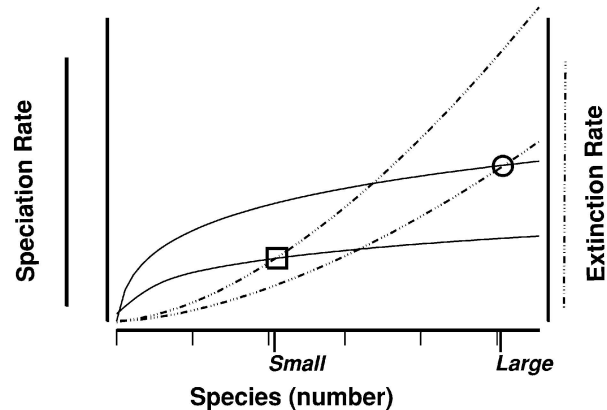 Speciation Rate
Extinction Rate
Small
Large
Species (number)